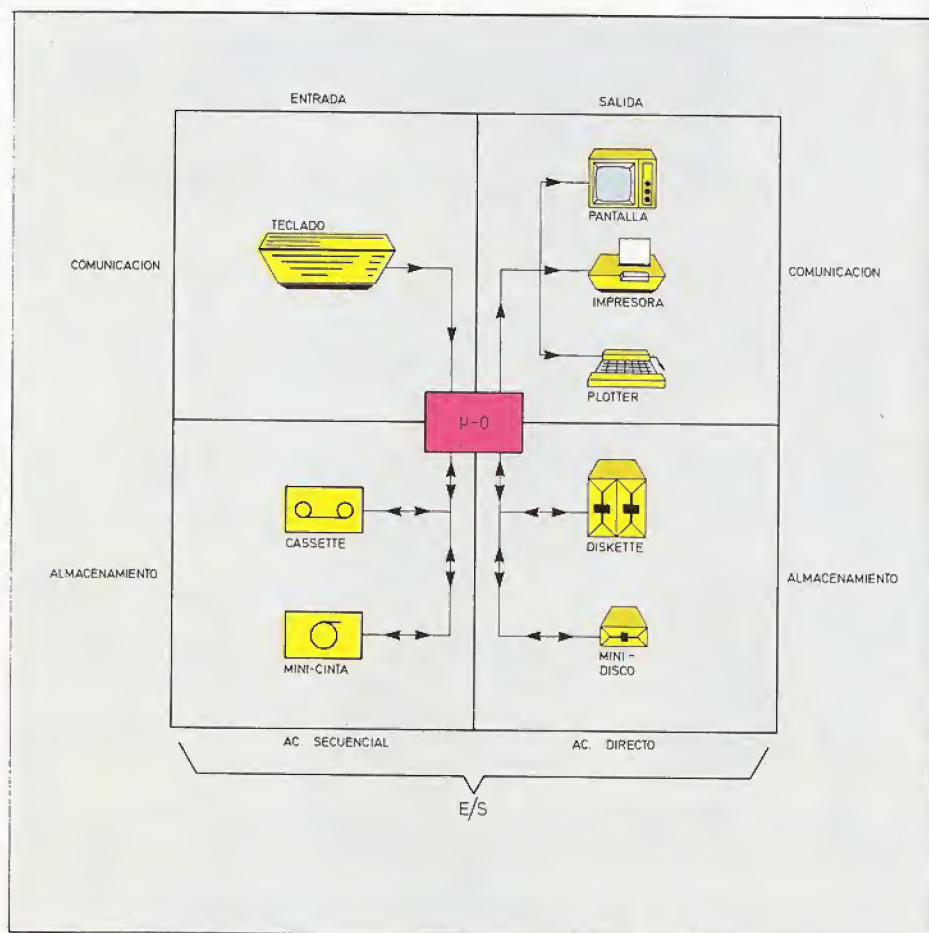 ENTRADA
SALIDA
PANTALLA
TECLADO
COMUNICACION
COMUNICACION
IMPRESORA
PLOTTER
µ-O
CASSETTE
DISKETTE
ALMACENAMIENTO
ALMACENAMIENTO
MINI-CINTA
MINI-
DISCO
AC. SECUENCIAL
AC. DIRECTO
E/S